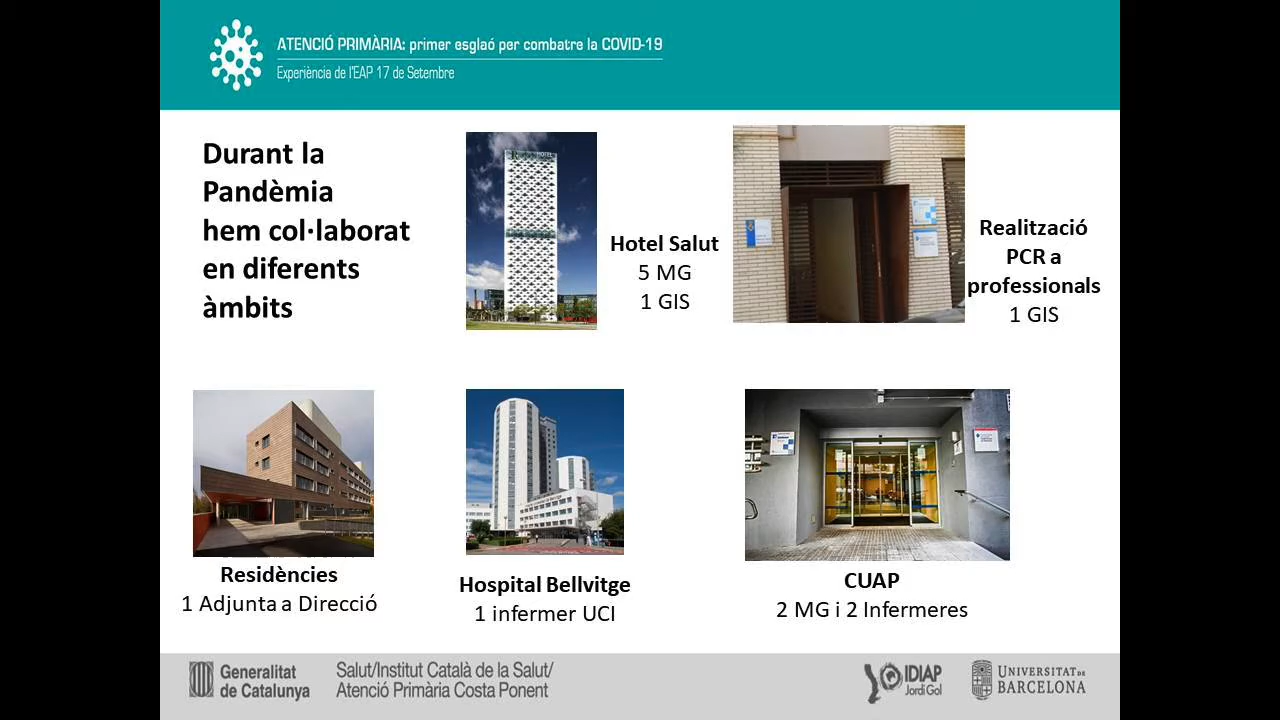 ATENCIÓ PRIMÀRIA: primer esglaó per combatre la COVID-19
Experiència de l'EAP 17 de Setembre
Durant la
Pandèmia
hem col·laborat
en diferents
àmbits
HOTEL
Hotel Salut
5 MG
1 GIS
Realització
PCR a
professionals
1 GIS
Residències
1 Adjunta a Direcció
Hospital Bellvitge
1 infermer UCI
CUAP
2 MG i 2 Infermeres
Generalitat
de Catalunya
Salut/Institut Català de la Salut/
Atenció Primària Costa Ponent
IDIAP
Jordi Gol
UNIVERSITAT DE
BARCELONA